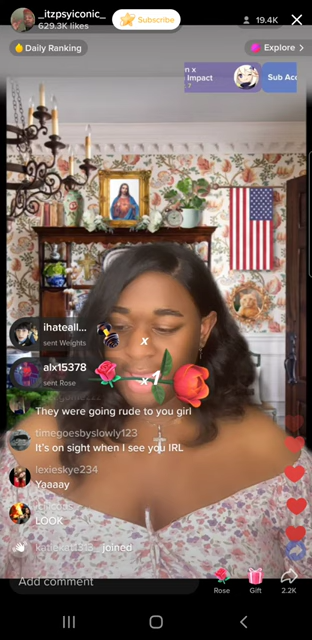 _itzpsyiconic_
629.3K likes
Subscribe
19.4K
Daily Ranking
Explore
n x
Impact
?
Sub Acc
ihateall...
sent Weights
x
alx15378
sent Rose
x1
They were going rude to you girl
timegoesbyslowly123
It's on sight when I see you IRL
lexieskye234
Yaaaay
LOOK
joined
Add comment
Rose
Gift
2.2K